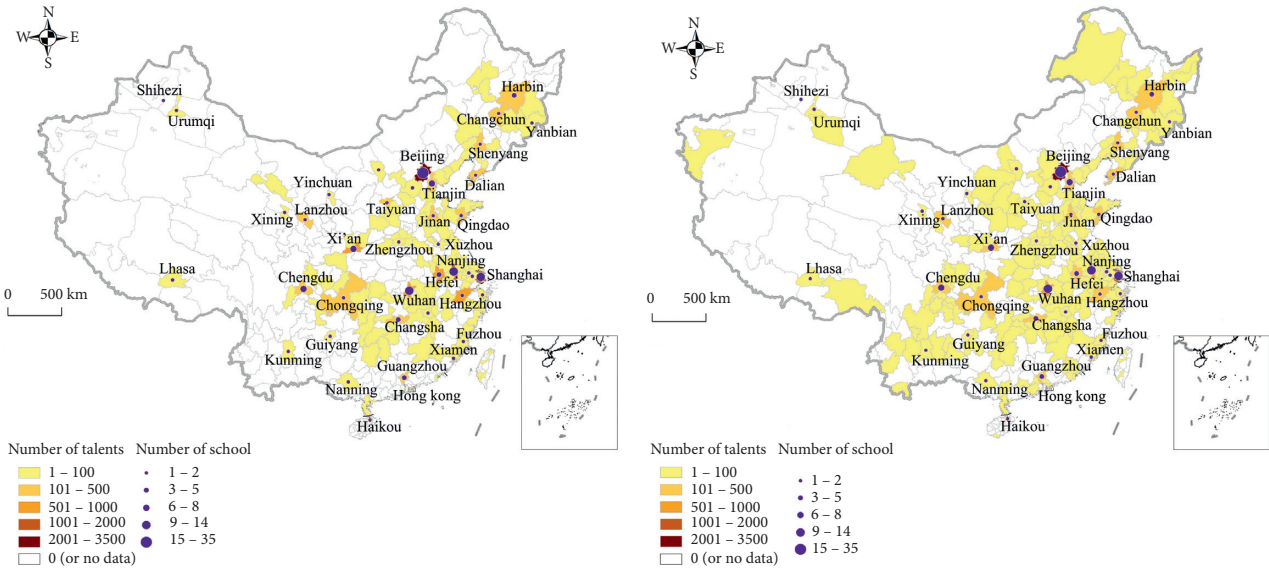 N
W E
S
Shihezi
Urumqi
Harbin
Changchun
Yanbian
Shenyang
Beijing
Dalian
Yinchuan
Tianjin
Taiyuan
Lanzhou
Xining
Jinan
Qingdao
Xi'an
Zhengzhou
Xuzhou
Nanjing
Lhasa
Chengdu
Hefei
Shanghai
0 500 km
Chongqing
Wuhan
Hangzhou
Changsha
Fuzhou
Guiyang
Kunming
Xiamen
Guangzhou
Nanning
Hong kong
Haikou
Number of talents
1 – 100
101 – 500
501 – 1000
1001 – 2000
2001 – 3500
0 (or no data)
Number of school
1 – 2
3 – 5
6 – 8
9 – 14
15 – 35
N
W E
S
Shihezi
Urumqi
Harbin
Changchun
Yanbian
Shenyang
Beijing
Dalian
Yinchuan
Tianjin
Taiyuan
Lanzhou
Xining
Jinan
Qingdao
Xi'an
Zhengzhou
Xuzhou
Nanjing
Lhasa
Chengdu
Hefei
Shanghai
0 500 km
Chongqing
Wuhan
Hangzhou
Changsha
Fuzhou
Guiyang
Kunming
Xiamen
Guangzhou
Nanming
Hong kong
Haikou
Number of talents
1 – 100
101 – 500
501 – 1000
1001 – 2000
2001 – 3500
0 (or no data)
Number of school
1 – 2
3 – 5
6 – 8
9 – 14
15 – 35